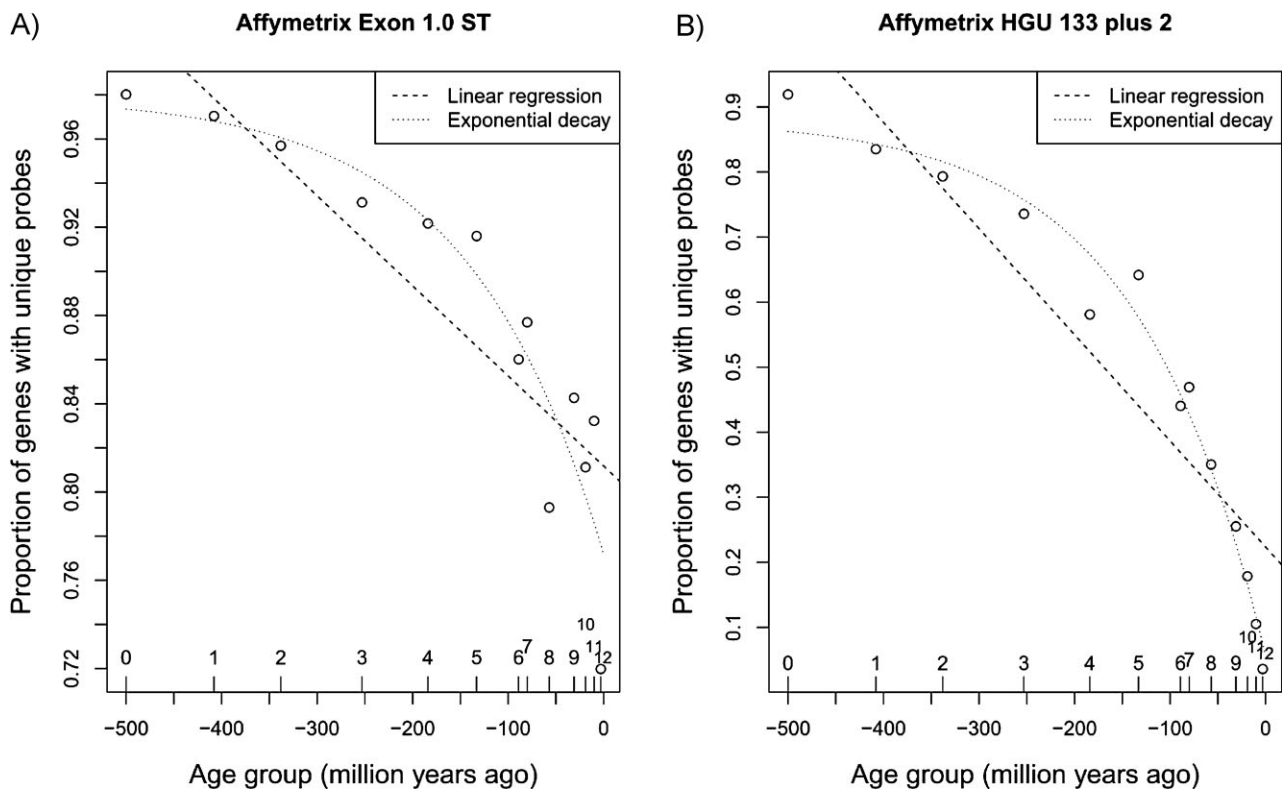 A)
Affymetrix Exon 1.0 ST
Linear regression
Exponential decay
Proportion of genes with unique probes
0.96
0.92
0.88
0.84
0.80
0.76
0.72
0 1 2 3 4 5 6 7 8 9 10 11 12
−500 −400 −300 −200 −100 0
Age group (million years ago)
B)
Affymetrix HGU 133 plus 2
Linear regression
Exponential decay
Proportion of genes with unique probes
0.9
0.8
0.7
0.6
0.5
0.4
0.3
0.2
0.1
0 1 2 3 4 5 6 7 8 9 10 11 12
−500 −400 −300 −200 −100 0
Age group (million years ago)